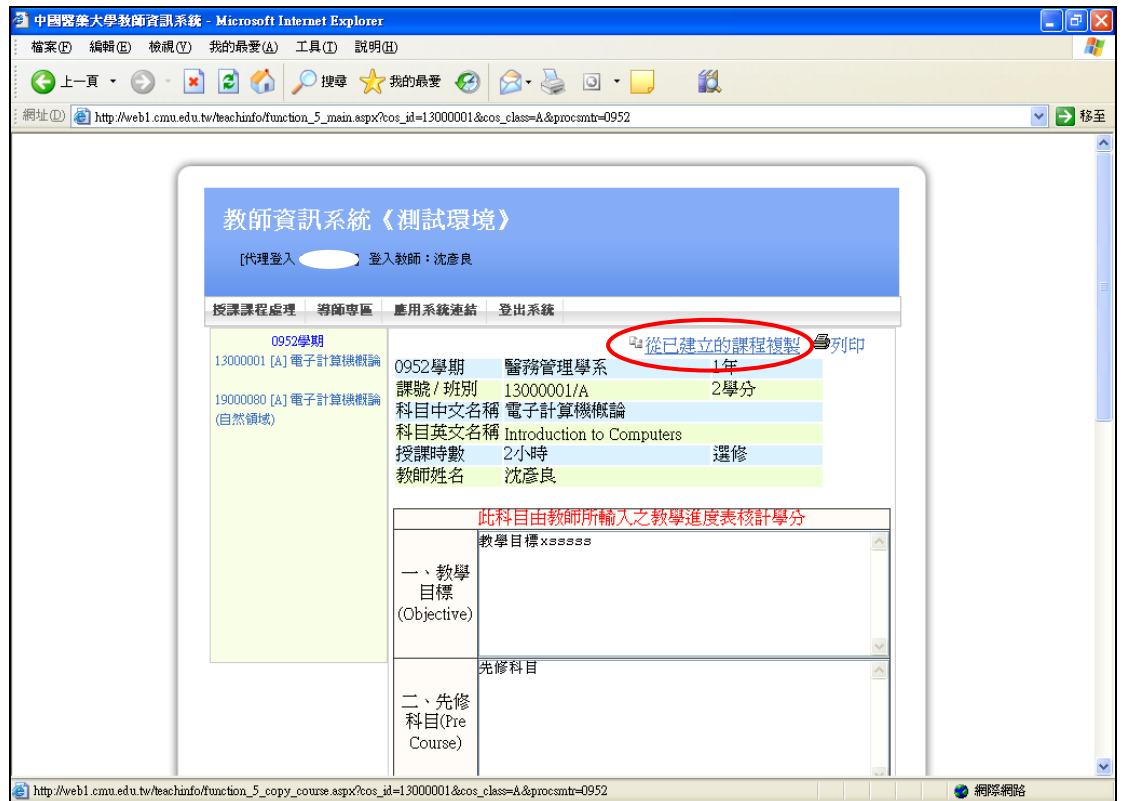 中國醫藥大學教師資訊系統 - Microsoft Internet Explorer
檔案(F) 編輯(E) 檢視(V) 我的最愛(A) 工具(T) 說明(H)
上一頁 搜尋 我的最愛
網址(D) http://web1.cmu.edu.tw/teachinfo/function_5_main.aspx?cos_id=13000001&cos_class=A&procsmtr=0952 移至
教師資訊系統《測試環境》
[代理登入 ] 登入教師：沈彥良
授課課程處理 導師專區 應用系統連結 登出系統
0952學期
13000001 [A] 電子計算機概論
19000080 [A] 電子計算機概論
(自然領域)
從已建立的課程複製 列印
0952學期 醫務管理學系 1年
課號 / 班別 13000001/A 2學分
科目中文名稱 電子計算機概論
科目英文名稱 Introduction to Computers
授課時數 2小時 選修
教師姓名 沈彥良
此科目由教師所輸入之教學進度表核計學分
一、教學
目標
(Objective)
教學目標xsssss
二、先修
科目(Pre
Course)
先修科目
http://web1.cmu.edu.tw/teachinfo/function_5_copy_course.aspx?cos_id=13000001&cos_class=A&procsmtr=0952 網際網路